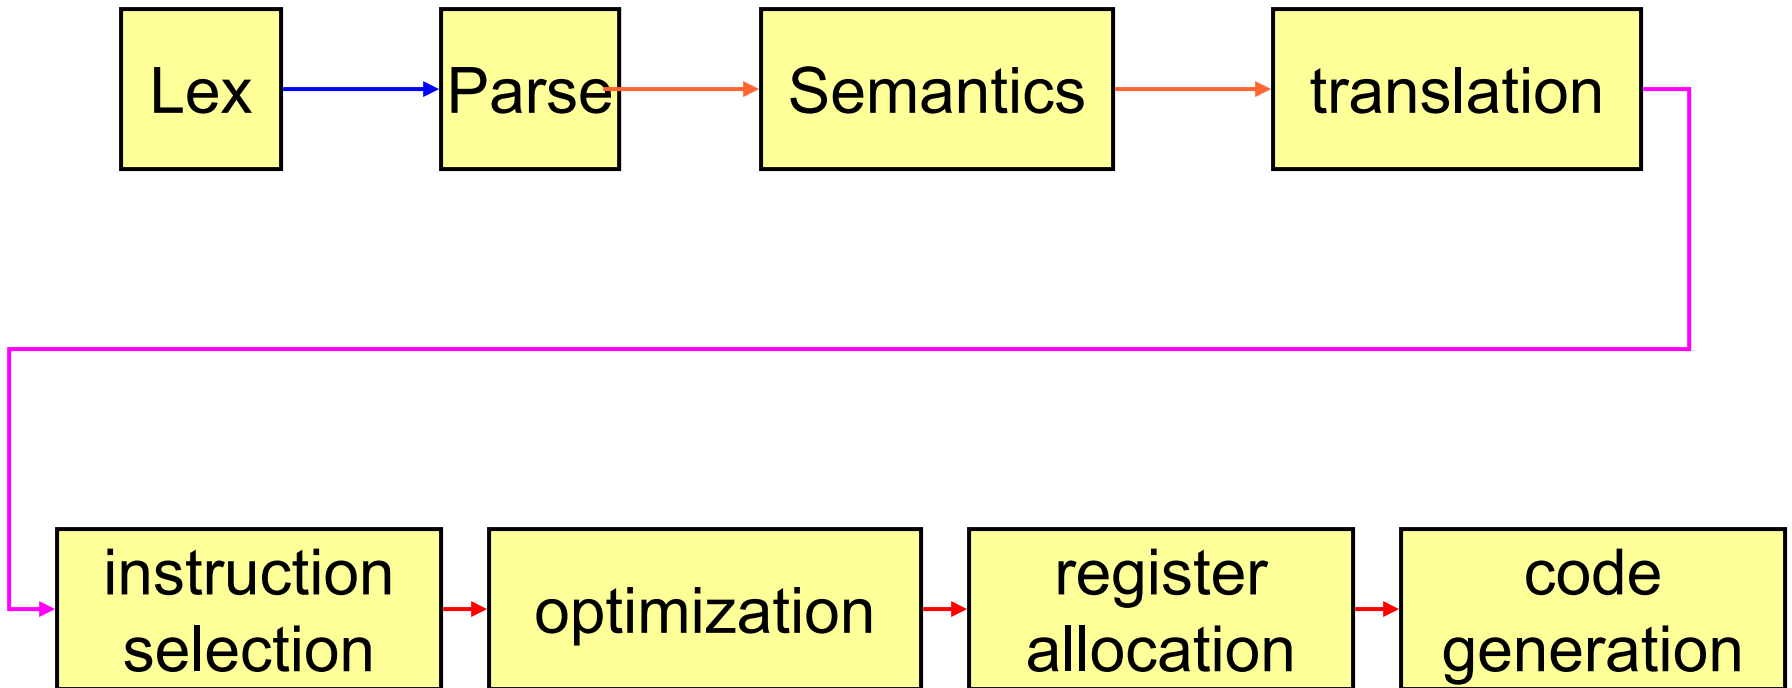 Lex
Parse
Semantics
translation
instruction
selection
optimization
register
allocation
code
generation